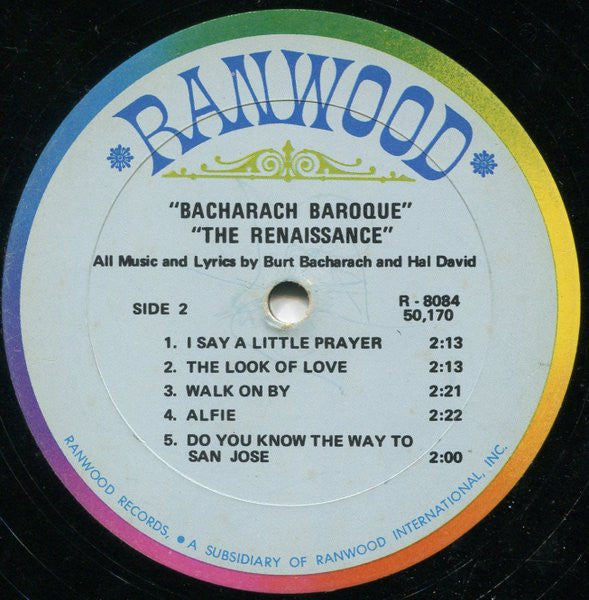 RANWOOD
"BACHARACH BAROQUE"
"THE RENAISSANCE"
All Music and Lyrics by Burt Bacharach and Hal David
SIDE 2
R - 8084
50,170
1. I SAY A LITTLE PRAYER 2:13
2. THE LOOK OF LOVE 2:13
3. WALK ON BY 2:21
4. ALFIE 2:22
5. DO YOU KNOW THE WAY TO
SAN JOSE 2:00
RANWOOD RECORDS, • A SUBSIDIARY OF RANWOOD INTERNATIONAL, INC.